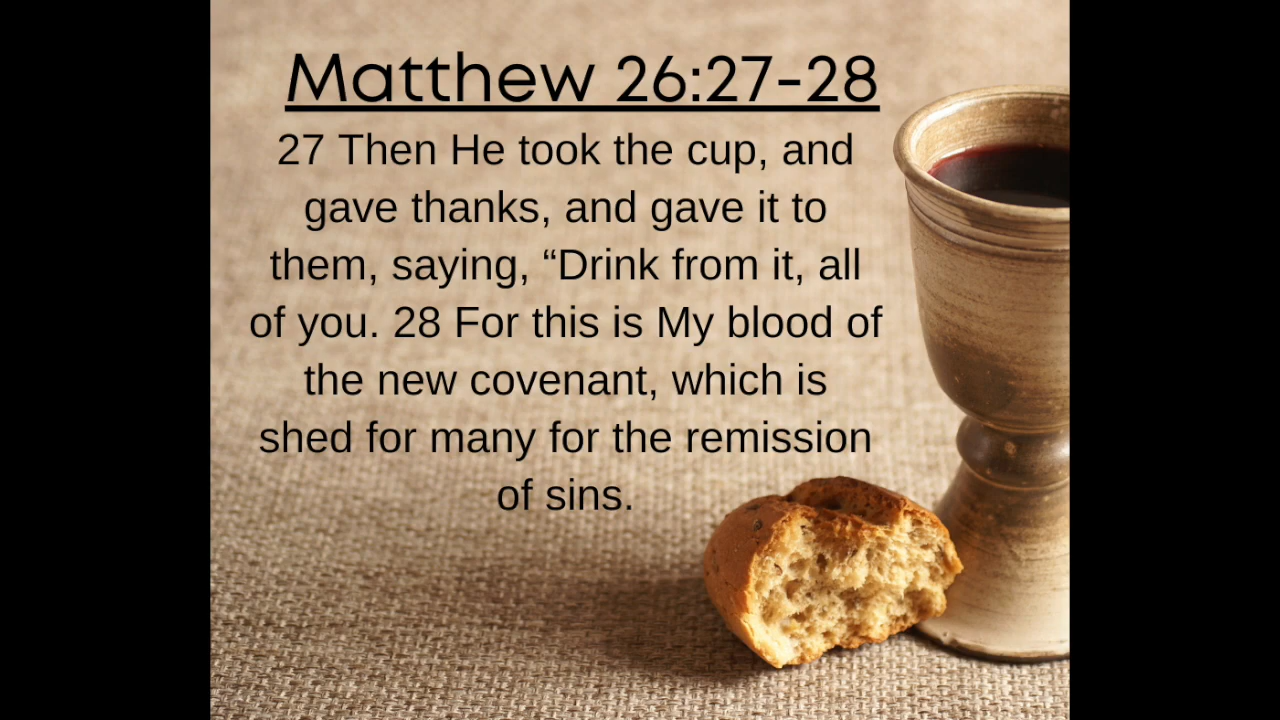 Matthew 26:27-28
27 Then He took the cup, and
gave thanks, and gave it to
them, saying, “Drink from it, all
of you. 28 For this is My blood of
the new covenant, which is
shed for many for the remission
of sins.